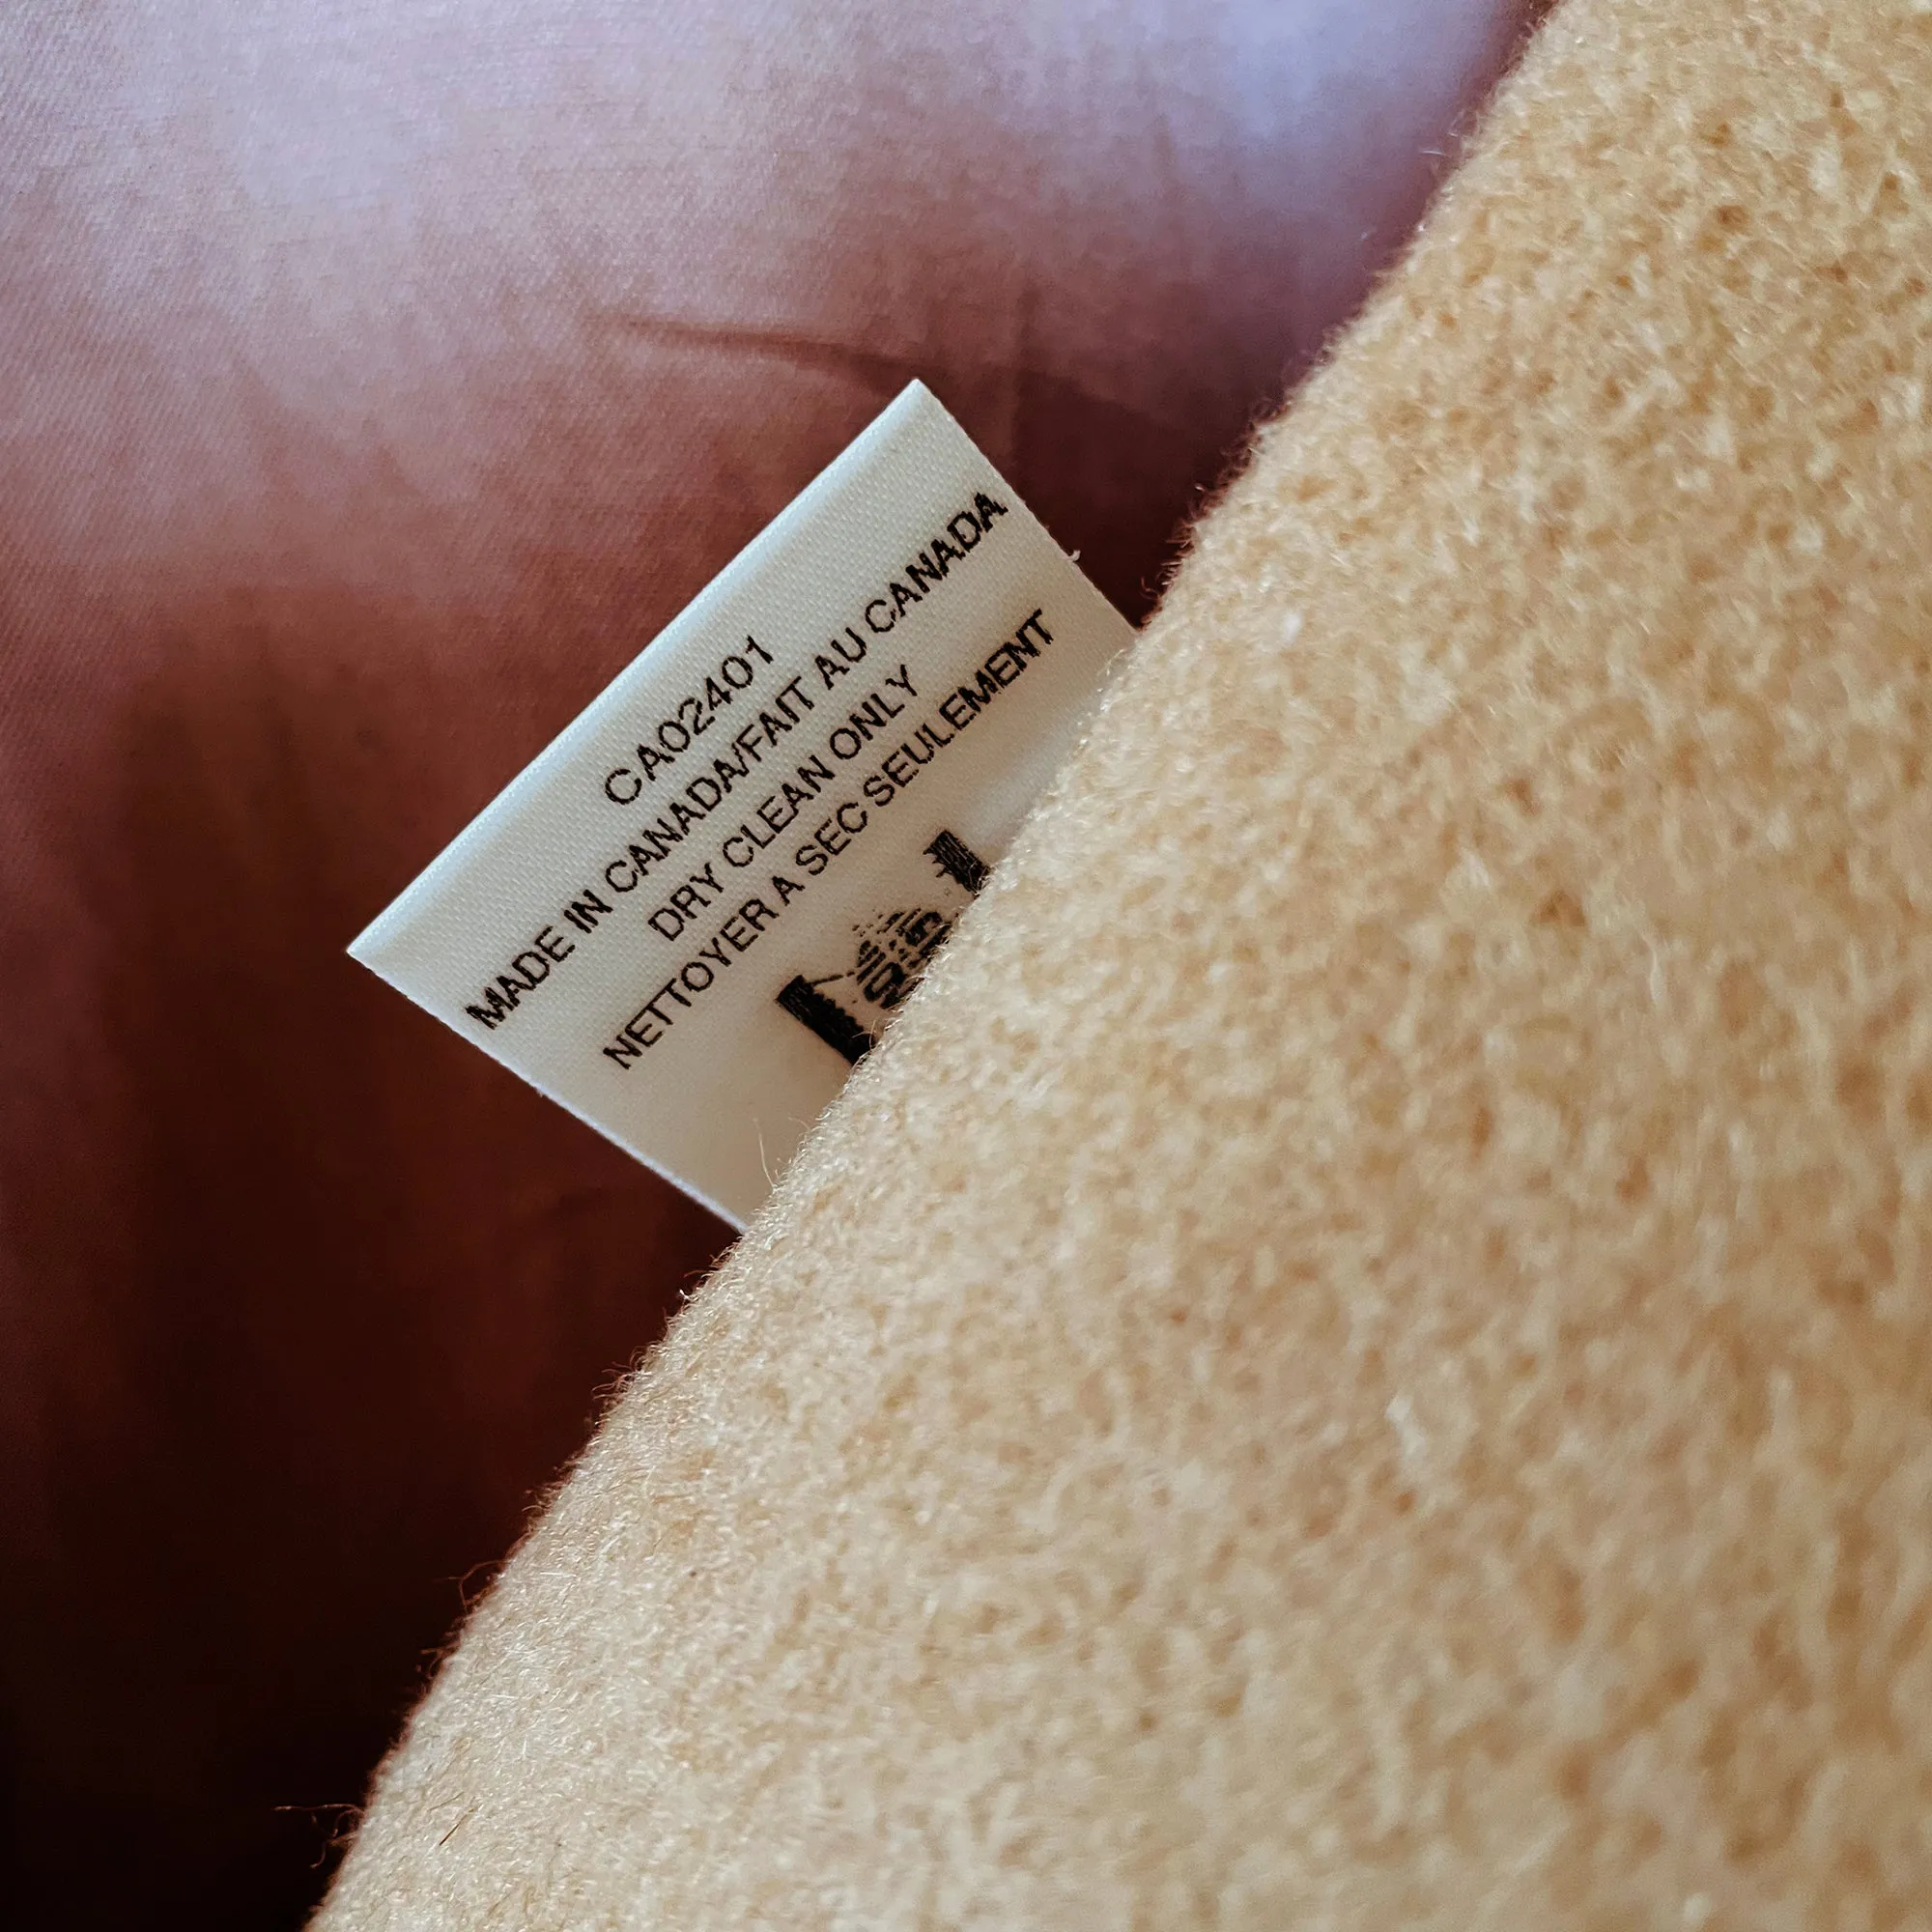 CA02401
MADE IN CANADA/FAIT AU CANADA
DRY CLEAN ONLY
NETTOYER A SEC SEULEMENT